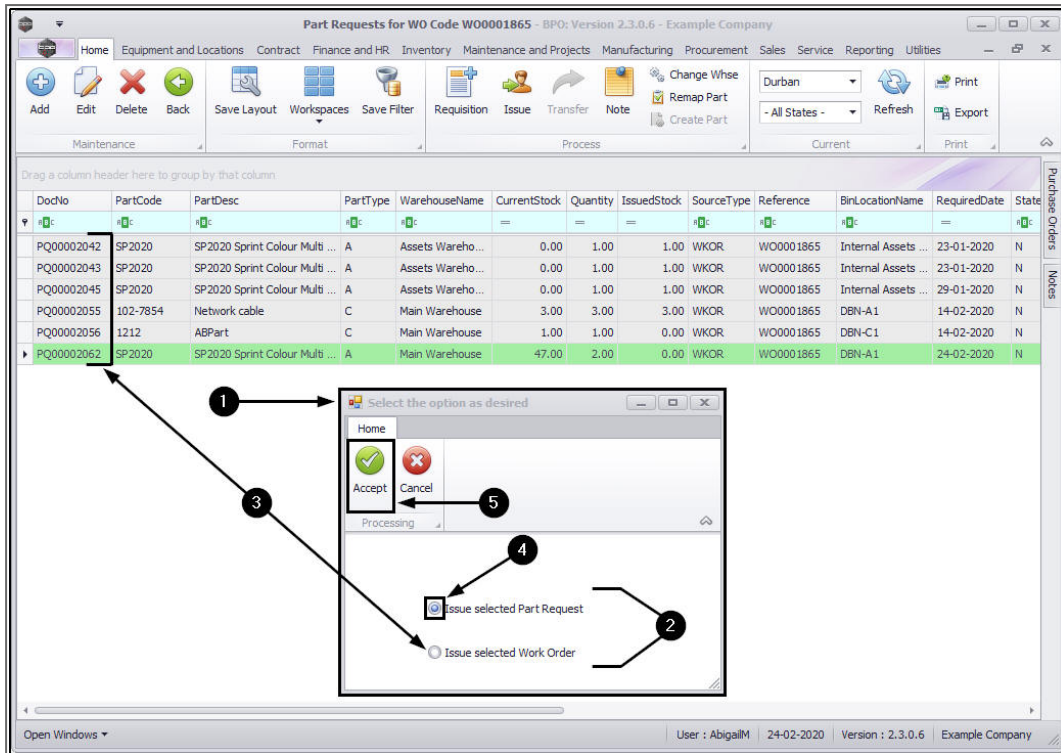 Part Requests for WO Code WO0001865 - BPO: Version 2.3.0.6 - Example Company
Home Equipment and Locations Contract Finance and HR Inventory Maintenance and Projects Manufacturing Procurement Sales Service Reporting Utilities
Add Edit Delete Back Save Layout Workspaces Save Filter Requisition Issue Transfer Note
Change Whse
Remap Part
Create Part
Durban
- All States -
Refresh
Print
Export
Maintenance Format Process Current Print
Drag a column header here to group by that column
DocNo PartCode PartDesc PartType WarehouseName CurrentStock Quantity IssuedStock SourceType Reference BinLocationName RequiredDate State
PQ00002042 SP2020 SP2020 Sprint Colour Multi ... A Assets Wareho... 0.00 1.00 1.00 WKOR WO0001865 Internal Assets ... 23-01-2020 N
PQ00002043 SP2020 SP2020 Sprint Colour Multi ... A Assets Wareho... 0.00 1.00 1.00 WKOR WO0001865 Internal Assets ... 23-01-2020 N
PQ00002045 SP2020 SP2020 Sprint Colour Multi ... A Assets Wareho... 0.00 1.00 1.00 WKOR WO0001865 Internal Assets ... 29-01-2020 N
PQ00002055 102-7854 Network cable C Main Warehouse 3.00 3.00 3.00 WKOR WO0001865 DBN-A1 14-02-2020 N
PQ00002056 1212 ABPart C Main Warehouse 1.00 1.00 0.00 WKOR WO0001865 DBN-C1 14-02-2020 N
PQ00002062 SP2020 SP2020 Sprint Colour Multi ... A Main Warehouse 47.00 2.00 0.00 WKOR WO0001865 DBN-A1 24-02-2020 N
Purchase Orders
Notes
1
Select the option as desired
Home
Accept Cancel
Processing
3
5
4
Issue selected Part Request
2
Issue selected Work Order
Open Windows
User : AbigailM 24-02-2020 Version : 2.3.0.6 Example Company